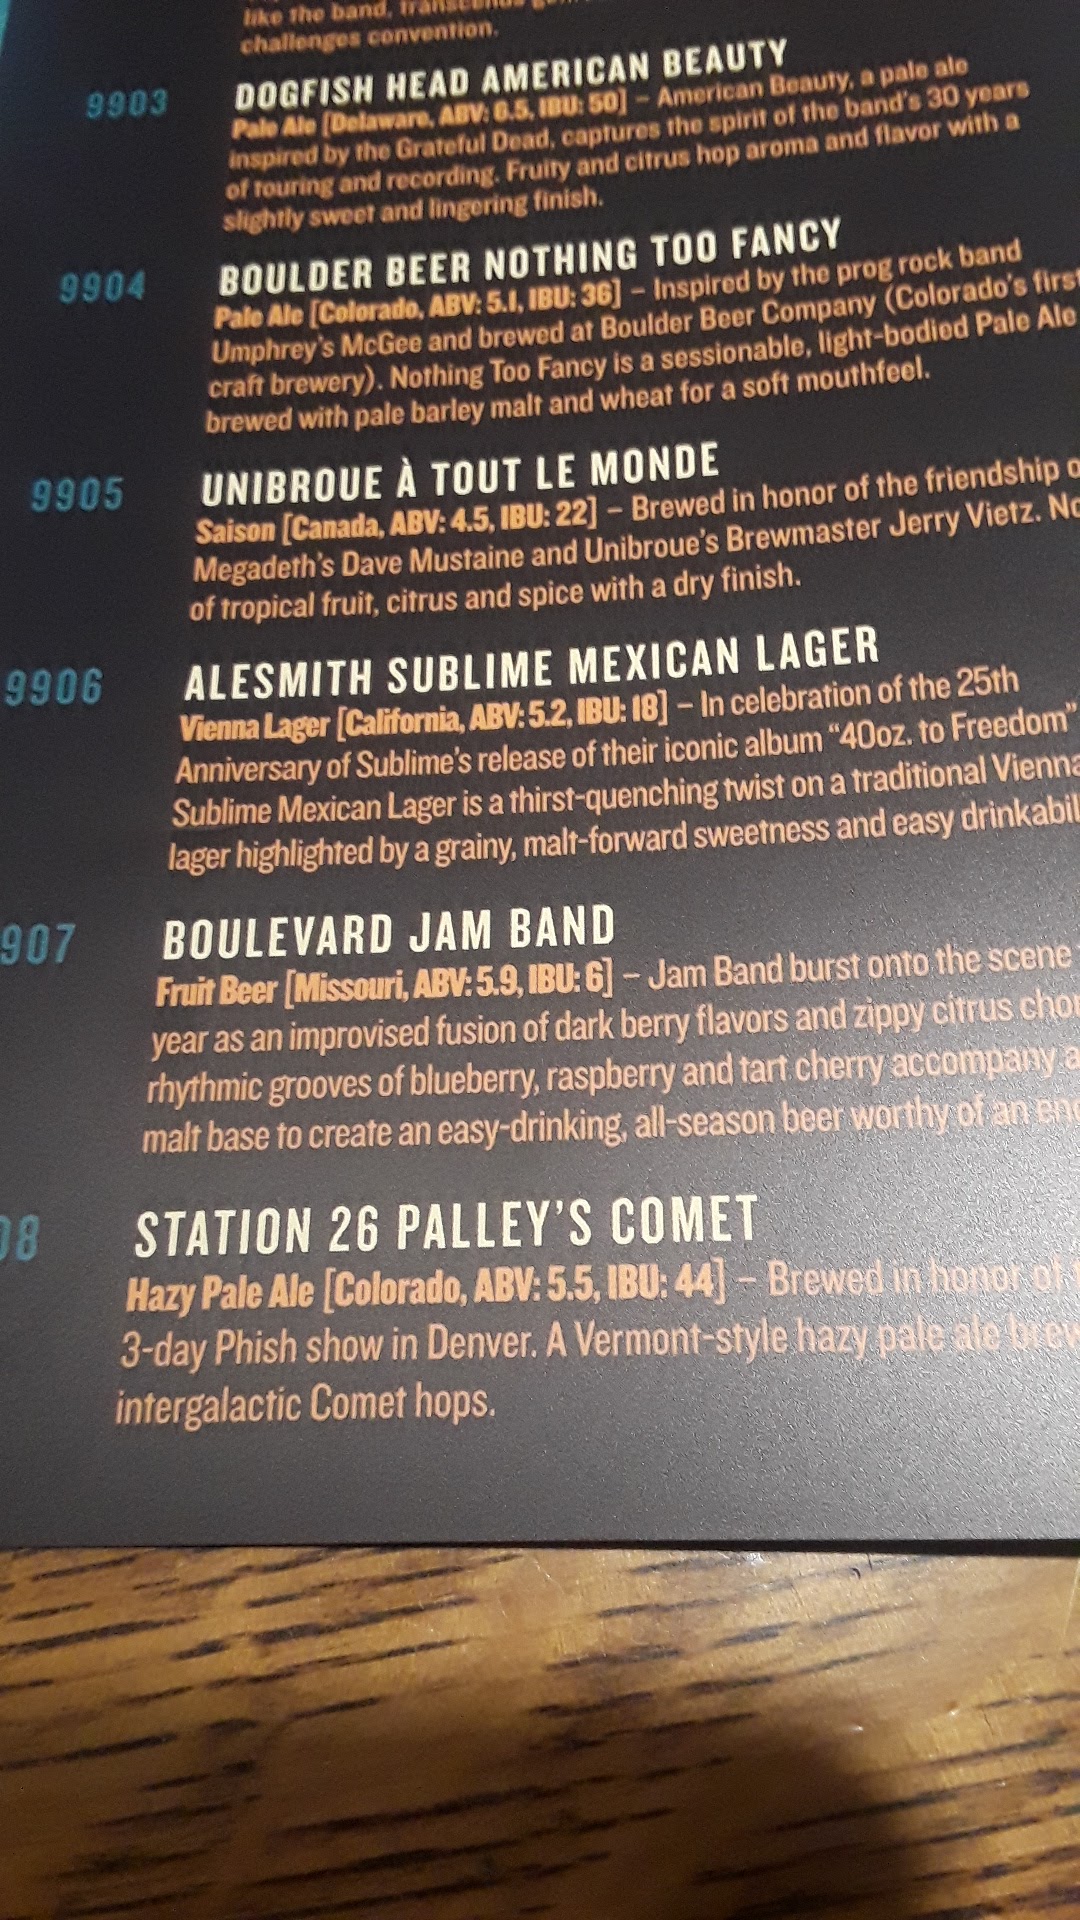 like the band, transcends
challenges convention.
9903 DOGFISH HEAD AMERICAN BEAUTY
Pale Ale [Delaware, ABV: 6.5, IBU: 50] – American Beauty, a pale ale
inspired by the Grateful Dead, captures the spirit of the band's 30 years
of touring and recording. Fruity and citrus hop aroma and flavor with a
slightly sweet and lingering finish.
9904 BOULDER BEER NOTHING TOO FANCY
Pale Ale [Colorado, ABV: 5.1, IBU: 36] – Inspired by the prog rock band
Umphrey's McGee and brewed at Boulder Beer Company (Colorado's first
craft brewery). Nothing Too Fancy is a sessionable, light-bodied Pale Ale
brewed with pale barley malt and wheat for a soft mouthfeel.
9905 UNIBROUE À TOUT LE MONDE
Saison [Canada, ABV: 4.5, IBU: 22] – Brewed in honor of the friendship
Megadeth's Dave Mustaine and Unibroue's Brewmaster Jerry Vietz.
of tropical fruit, citrus and spice with a dry finish.
9906 ALESMITH SUBLIME MEXICAN LAGER
Vienna Lager [California, ABV: 5.2, IBU: 18] – In celebration of the 25th
Anniversary of Sublime's release of their iconic album "40oz. to Freedom"
Sublime Mexican Lager is a thirst-quenching twist on a traditional Vienna
lager highlighted by a grainy, malt-forward sweetness and easy drinkabil
907 BOULEVARD JAM BAND
Fruit Beer [Missouri, ABV: 5.9, IBU: 6] – Jam Band burst onto the scene
year as an improvised fusion of dark berry flavors and zippy citrus
rhythmic grooves of blueberry, raspberry and tart cherry accompany a
malt base to create an easy-drinking, all-season beer worthy of an
08 STATION 26 PALLEY'S COMET
Hazy Pale Ale [Colorado, ABV: 5.5, IBU: 44] – Brewed in honor of
3-day Phish show in Denver. A Vermont-style hazy pale ale brew
intergalactic Comet hops.